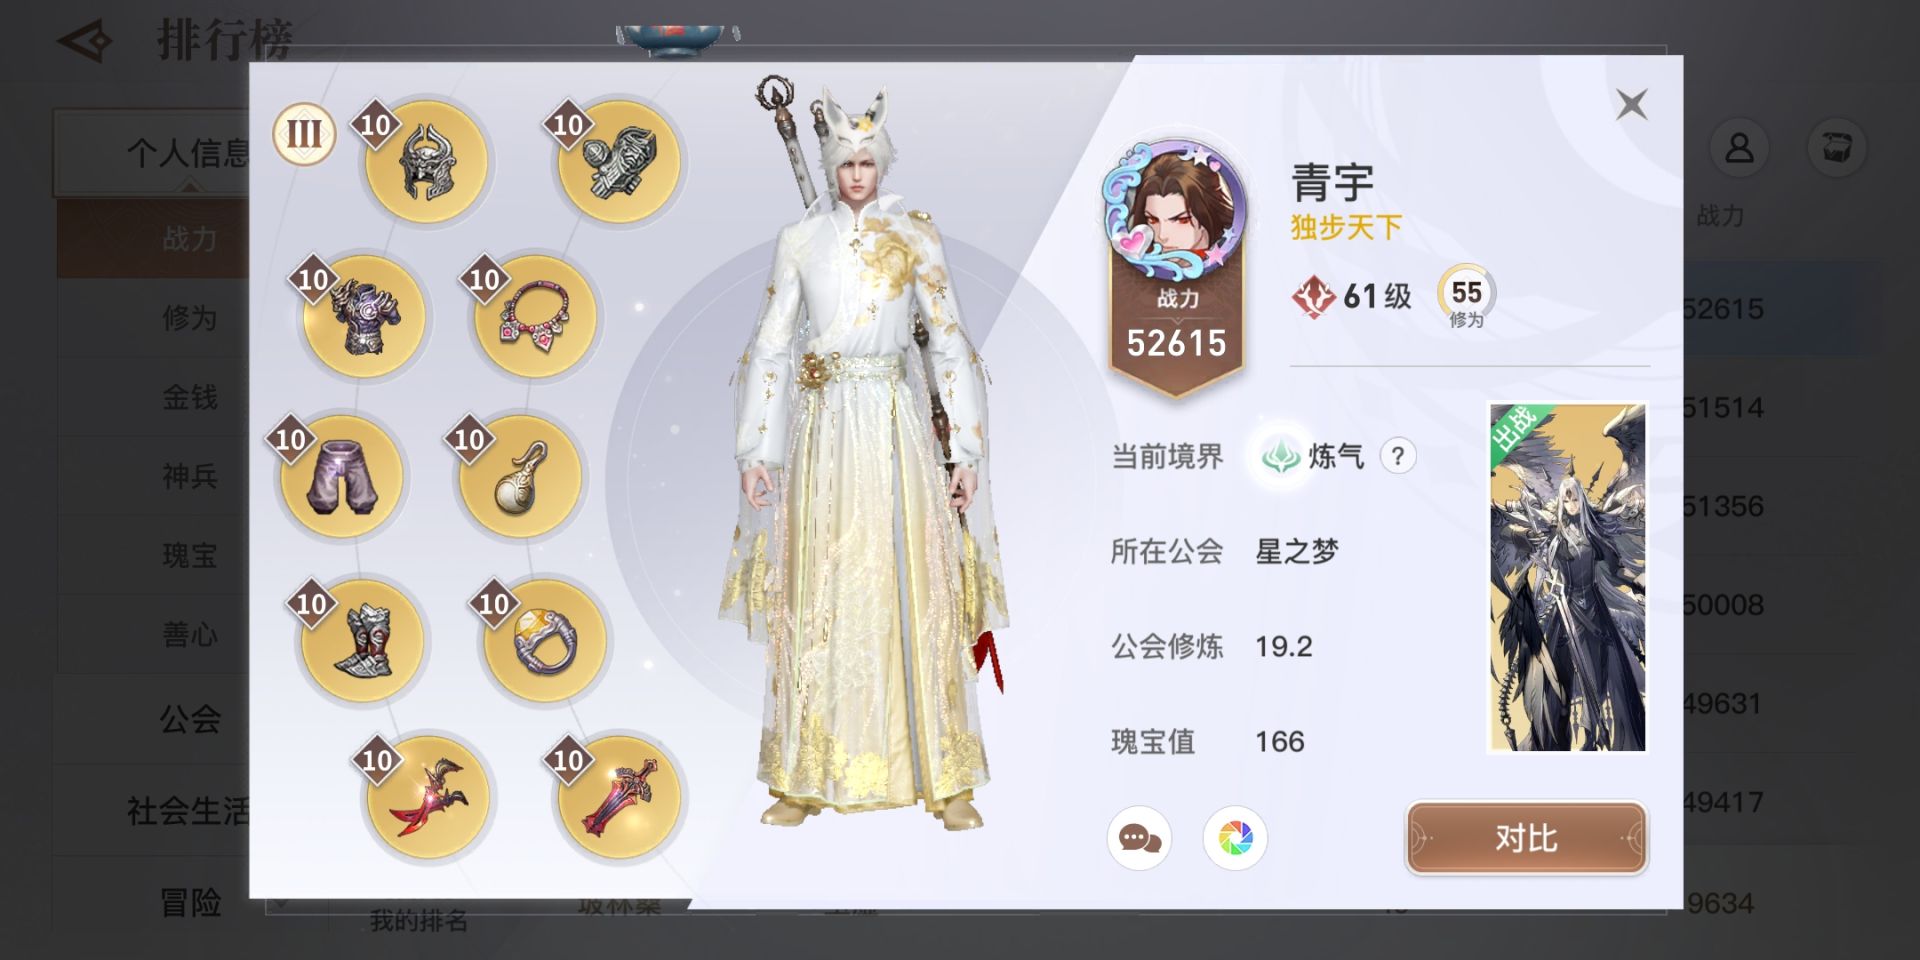 排行榜
个人信息
战力
修为
金钱
神兵
瑰宝
善心
公会
社会生活
冒险
III
10
10
10
10
10
10
10
10
10
10
青宇
独步天下
战力
52615
61级
55
修为
当前境界
炼气
?
所在公会
星之梦
公会修炼
19.2
瑰宝值
166
出战
对比
战力
52615
51514
51356
50008
49631
49417
9634
我的排名